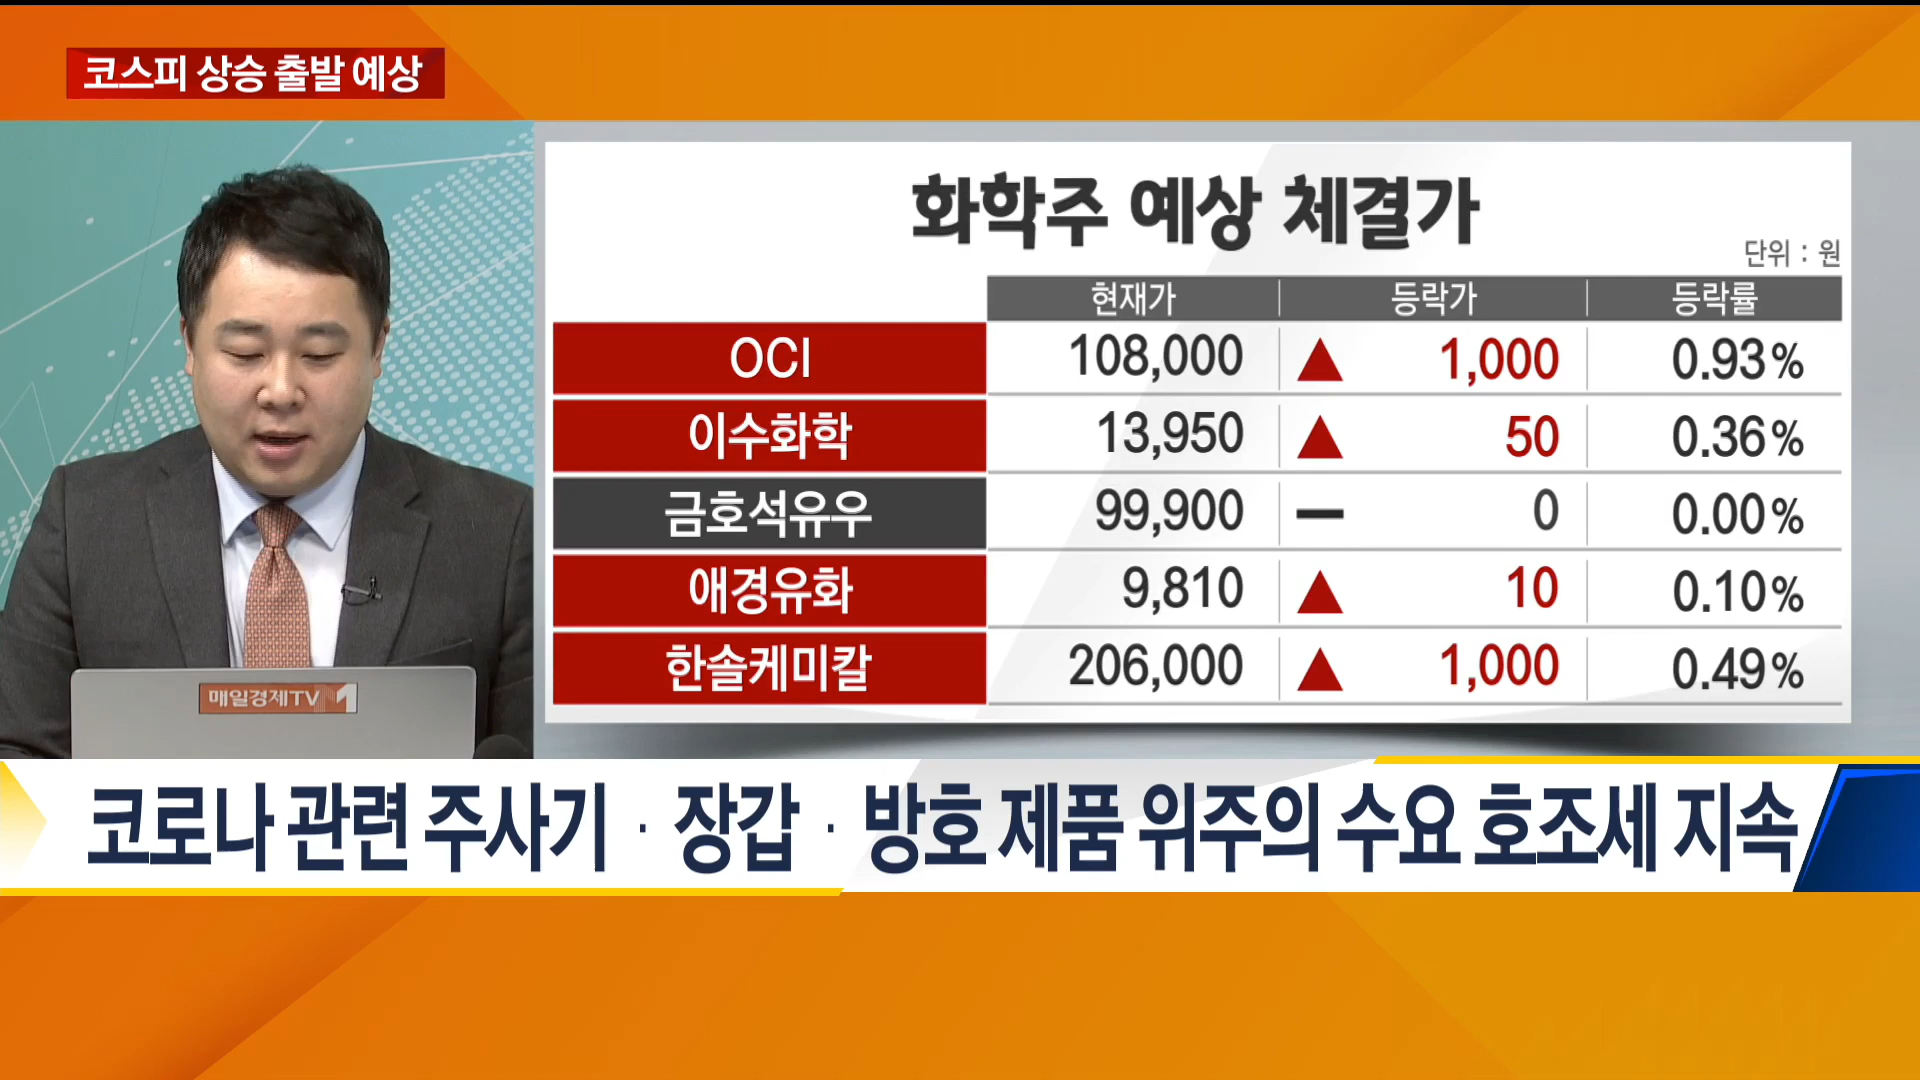 코스피 상승 출발 예상
화학주 예상 체결가
단위 : 원
현재가 등락가 등락률
OCI 108,000 ▲ 1,000 0.93%
이수화학 13,950 ▲ 50 0.36%
금호석유우 99,900 － 0 0.00%
애경유화 9,810 ▲ 10 0.10%
한솔케미칼 206,000 ▲ 1,000 0.49%
매일경제TV 1
코로나 관련 주사기 · 장갑 · 방호 제품 위주의 수요 호조세 지속